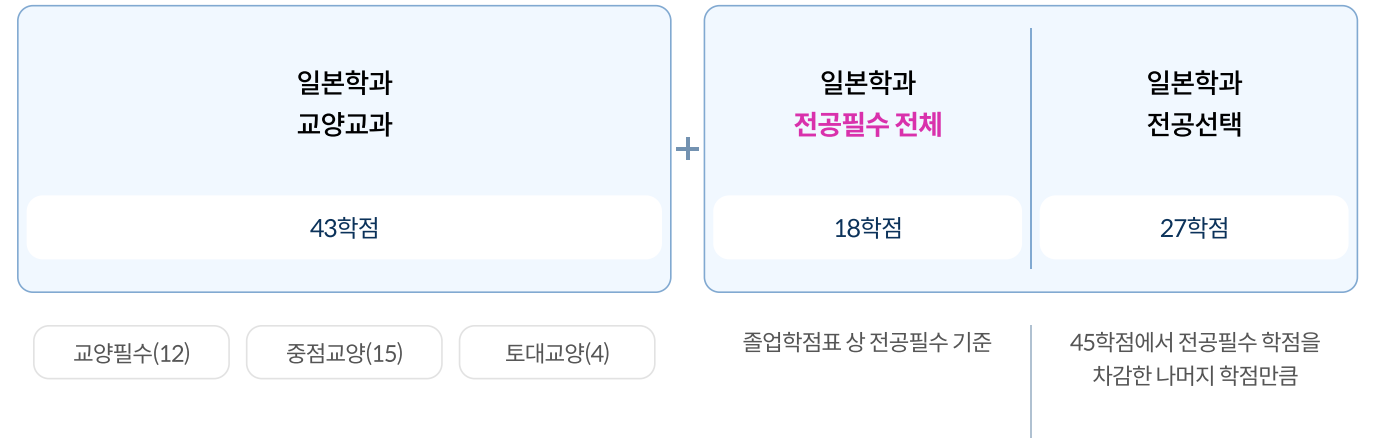 일본학과
교양교과
43학점
교양필수(12)
중점교양(15)
토대교양(4)
+
일본학과
전공필수 전체
18학점
졸업학점표 상 전공필수 기준
일본학과
전공선택
27학점
45학점에서 전공필수 학점을
차감한 나머지 학점만큼